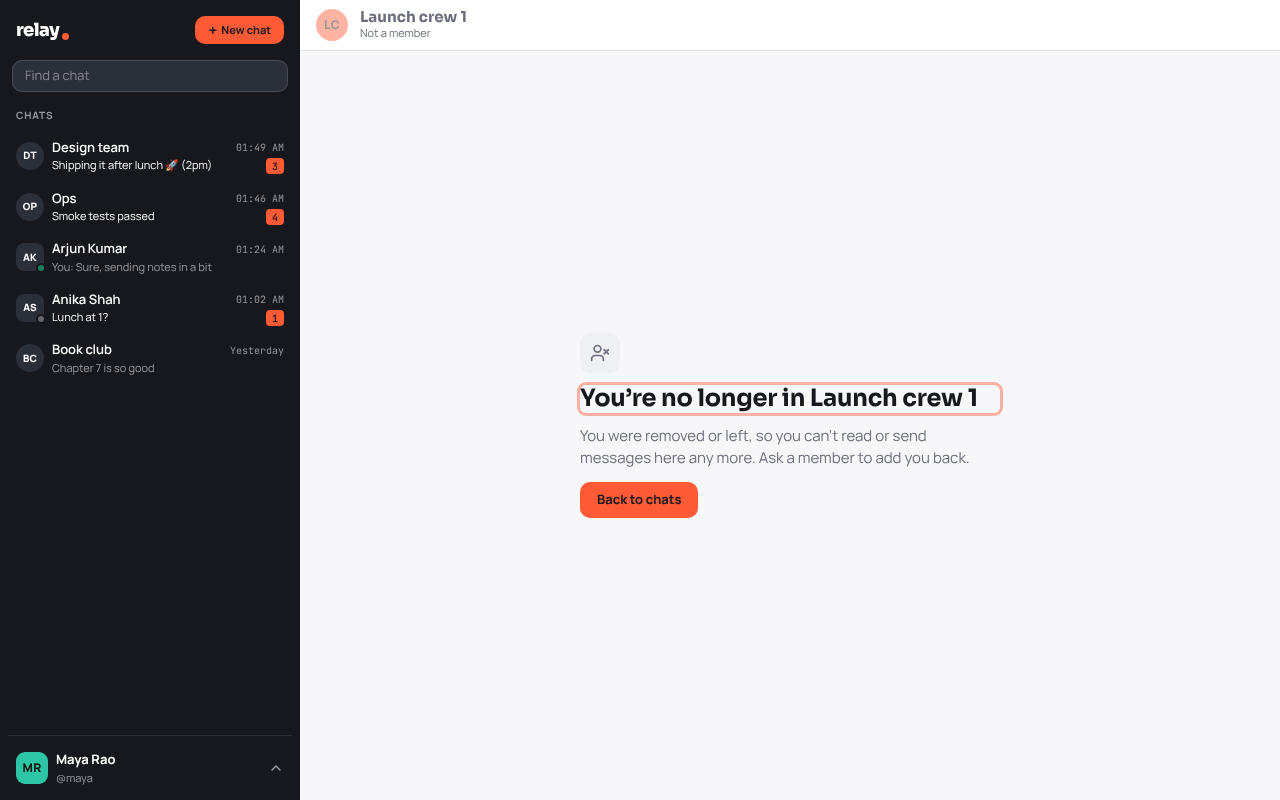 relay.
+ New chat
Find a chat
CHATS
DT
Design team
01:49 AM
Shipping it after lunch 🚀 (2pm)
3
OP
Ops
01:46 AM
Smoke tests passed
4
AK
Arjun Kumar
01:24 AM
You: Sure, sending notes in a bit
AS
Anika Shah
01:02 AM
Lunch at 1?
1
BC
Book club
Yesterday
Chapter 7 is so good
MR
Maya Rao
@maya
LC
Launch crew 1
Not a member
You’re no longer in Launch crew 1
You were removed or left, so you can’t read or send
messages here any more. Ask a member to add you back.
Back to chats